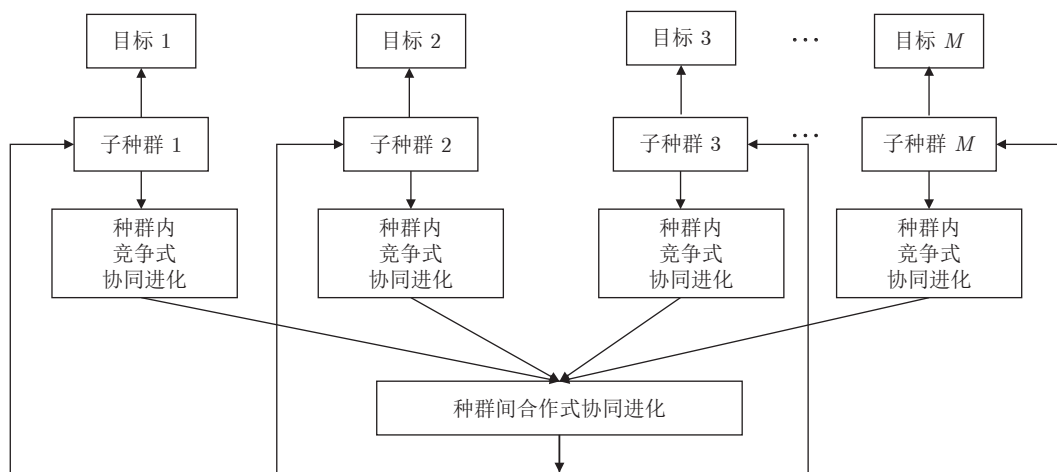 目标 1
目标 2
目标 3
···
目标 M
子种群 1
子种群 2
子种群 3
···
子种群 M
种群内
竞争式
协同进化
种群内
竞争式
协同进化
种群内
竞争式
协同进化
种群内
竞争式
协同进化
种群间合作式协同进化